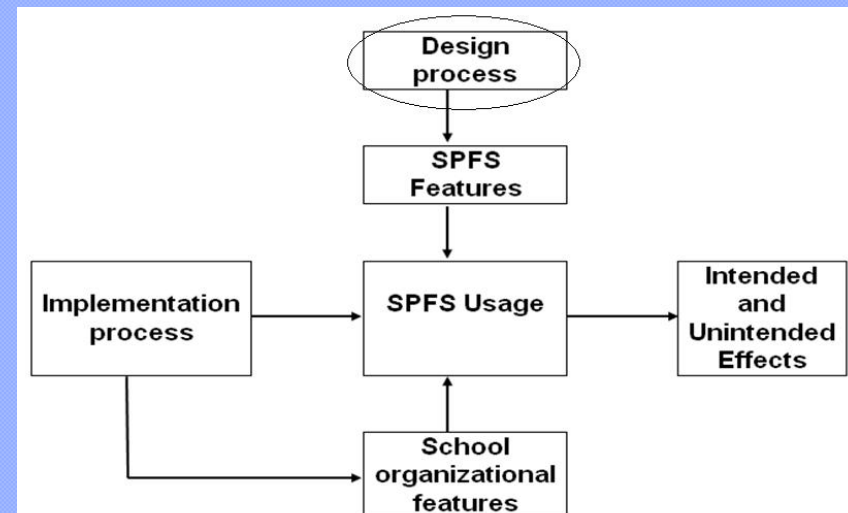 Design
process
SPFS
Features
Implementation
process
SPFS Usage
Intended
and
Unintended
Effects
School
organizational
features